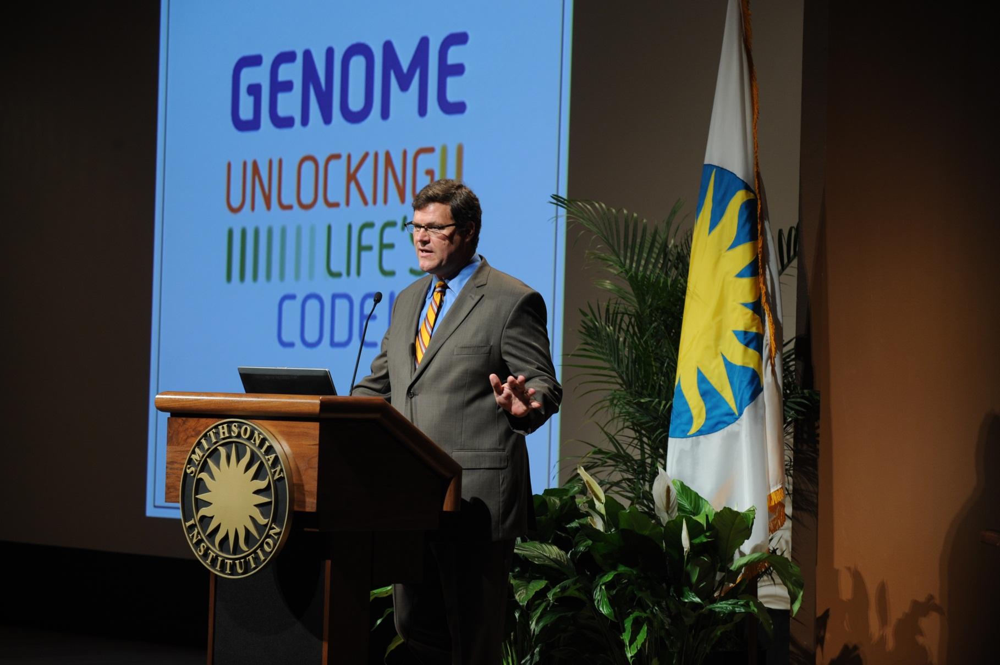 GENOME
UNLOCKING
LIFE'S
CODE
SMITHSONIAN
INSTITUTION